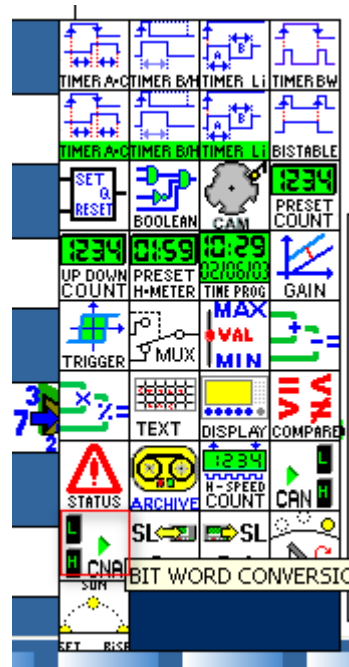 TIMER A-C TIMER B/H TIMER Li TIMER BW
TIMER A-C TIMER B/H TIMER Li BISTABLE
SET
Q
RESET
BOOLEAN
CAM
1234
PRESET
COUNT
1234
UP DOWN
COUNT
01:59
PRESET
H-METER
10:29
02/06/03
TIME PROG
GAIN
TRIGGER
MUX
MAX
VAL
MIN
+
-
=
×
%
=
TEXT
DISPLAY
COMPARE
7
3
2
STATUS
ARCHIVE
1234
H-SPEED
COUNT
L
H
CAN
L
H
CNA
SL
SL
BIT WORD CONVERSIO
SUN
SET RISE